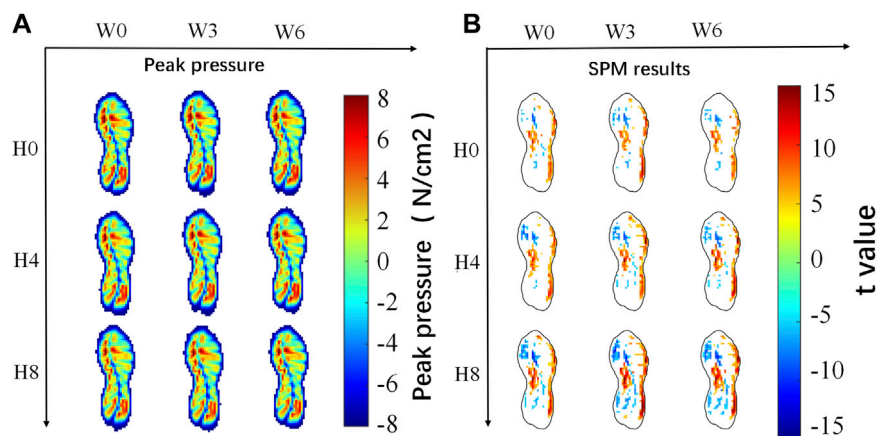 A
W0 W3 W6
Peak pressure
H0
H4
H8
8
6
4
2
0
-2
-4
-6
-8
Peak pressure ( N/cm2 )
B
W0 W3 W6
SPM results
H0
H4
H8
15
10
5
0
-5
-10
-15
t value